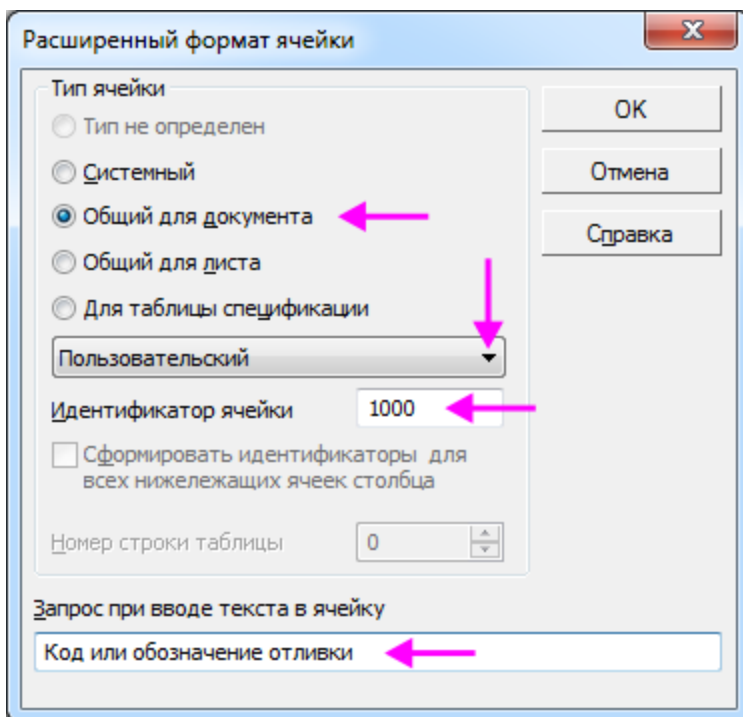 Расширенный формат ячейки
Тип ячейки
Тип не определен
Системный
Общий для документа
Общий для листа
Для таблицы спецификации
Пользовательский
Идентификатор ячейки 1000
Сформировать идентификаторы для
всех нижележащих ячеек столбца
Номер строки таблицы 0
OK
Отмена
Справка
Запрос при вводе текста в ячейку
Код или обозначение отливки